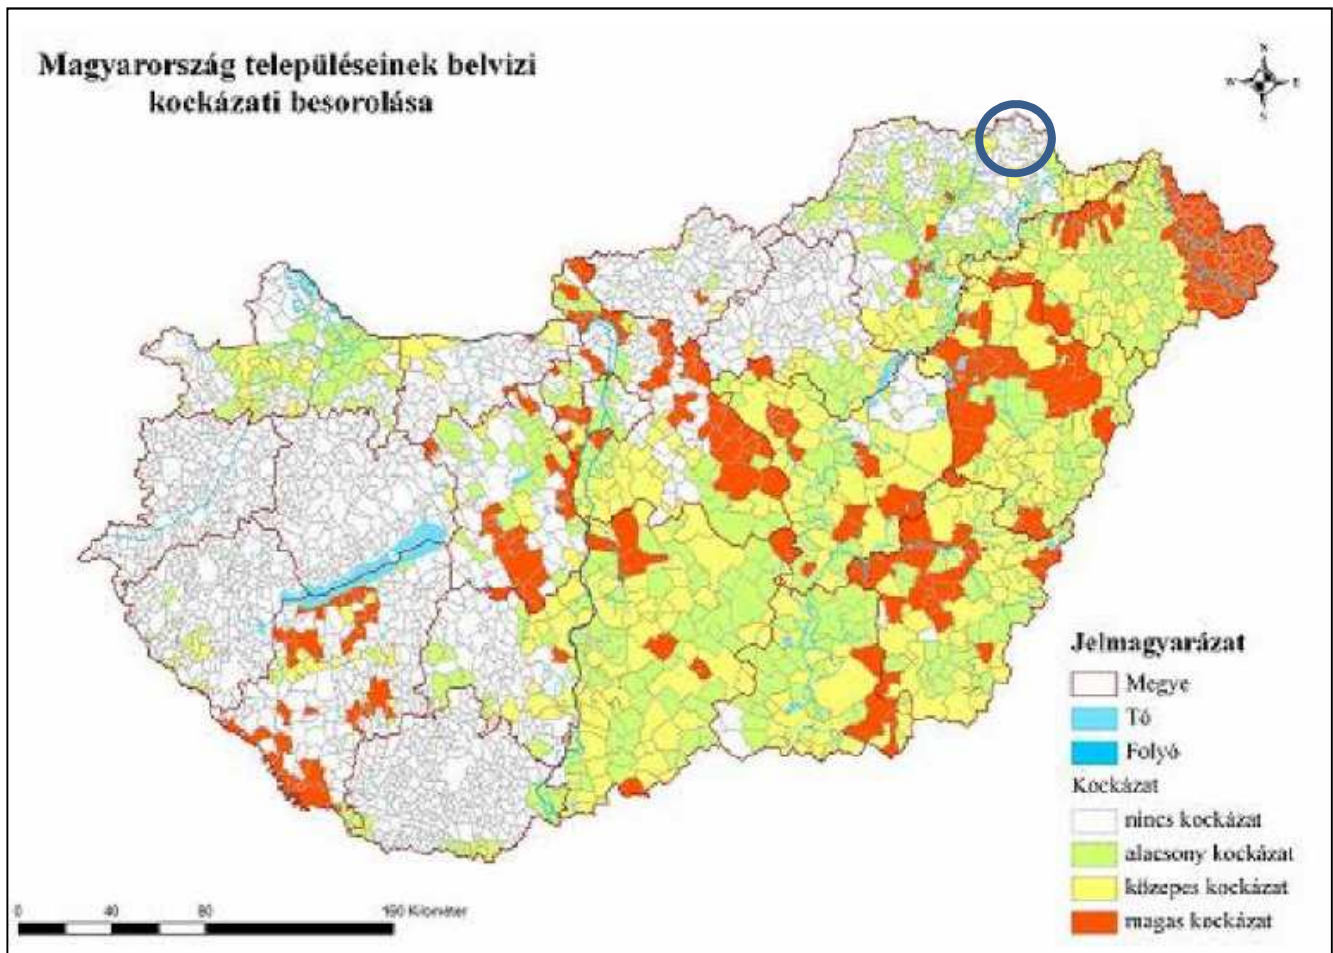 Magyarország településeinek belvizi
kockázati besorolása
N
W
E
S
Jelmagyarázat
Megye
Tó
Folyó
Kockázat
nincs kockázat
alacsony kockázat
közepes kockázat
magas kockázat
0 40 80 160 Kilométer